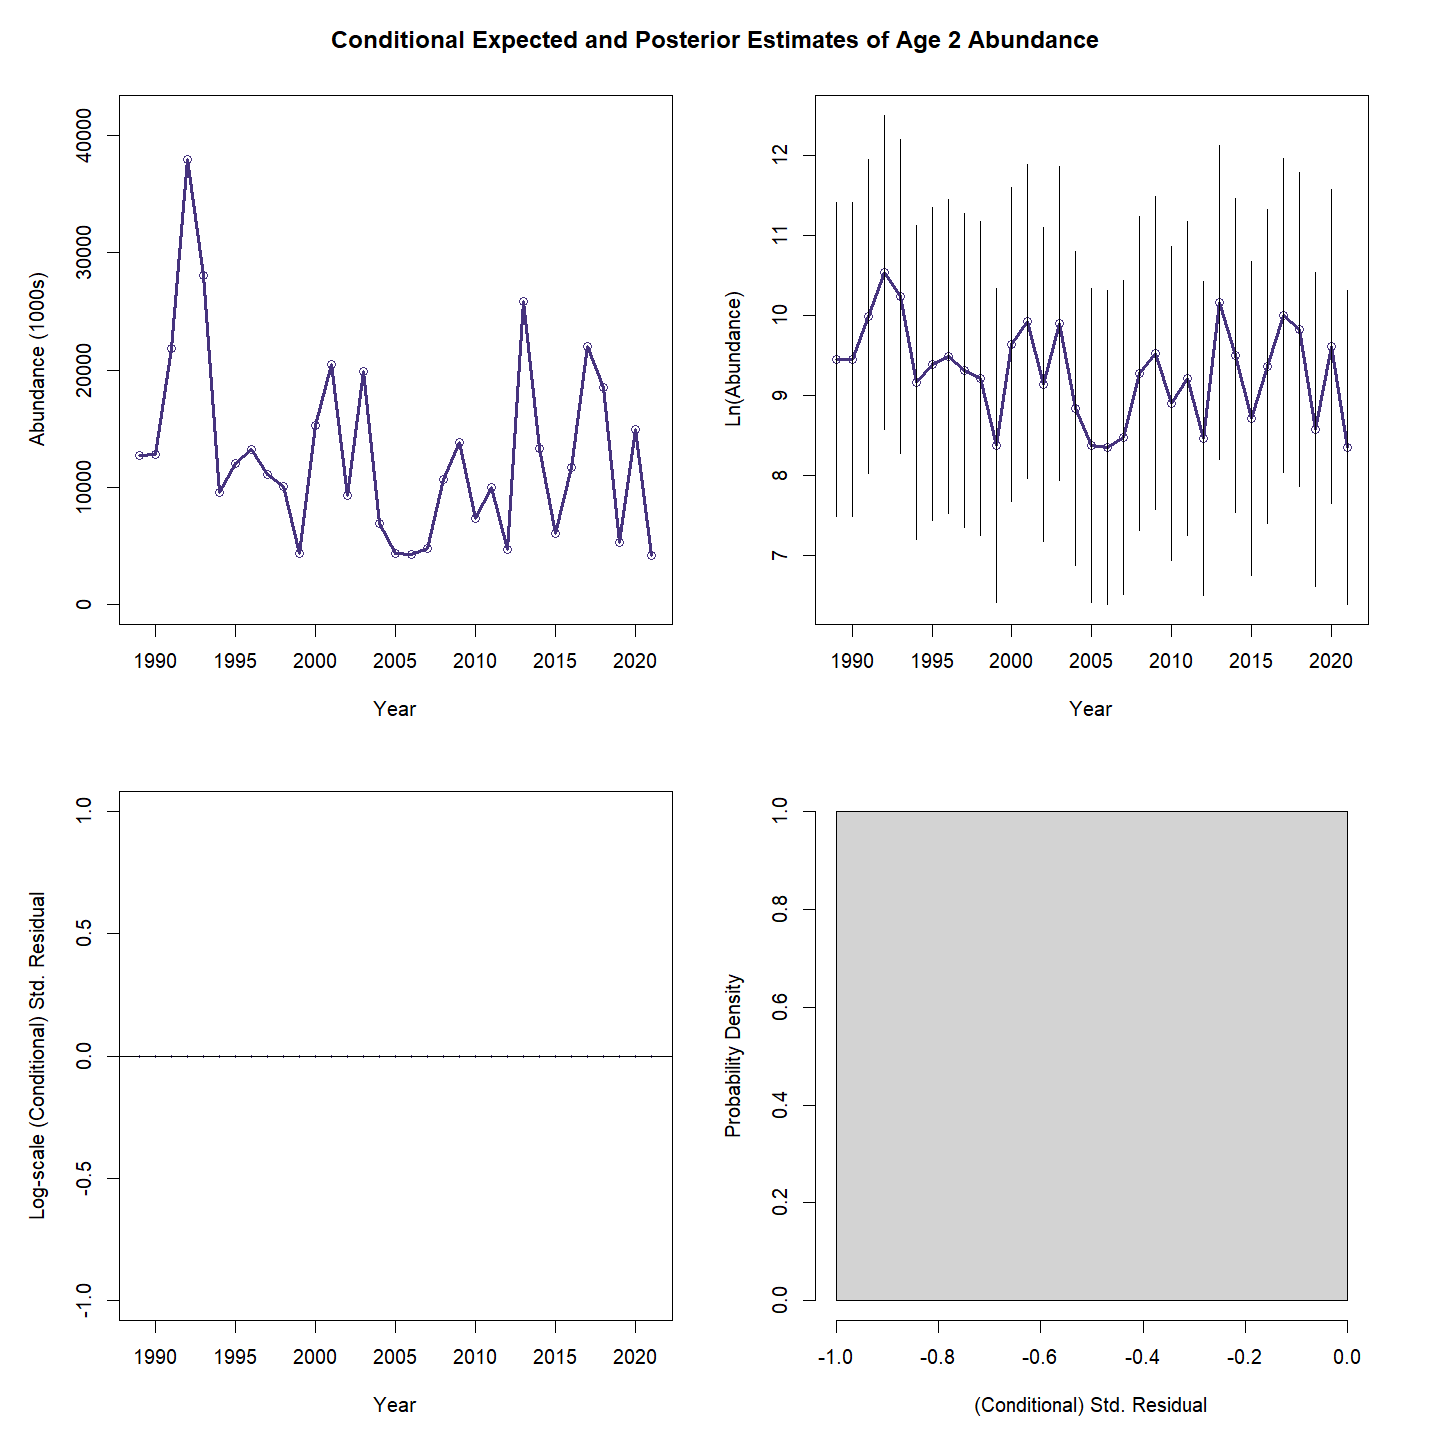 Conditional Expected and Posterior Estimates of Age 2 Abundance
Abundance (1000s)
40000
30000
20000
10000
0
1990 1995 2000 2005 2010 2015 2020
Year
Ln(Abundance)
12
11
10
9
8
7
1990 1995 2000 2005 2010 2015 2020
Year
Log-scale (Conditional) Std. Residual
1.0
0.5
0.0
-0.5
-1.0
1990 1995 2000 2005 2010 2015 2020
Year
Probability Density
1.0
0.8
0.6
0.4
0.2
0.0
-1.0 -0.8 -0.6 -0.4 -0.2 0.0
(Conditional) Std. Residual